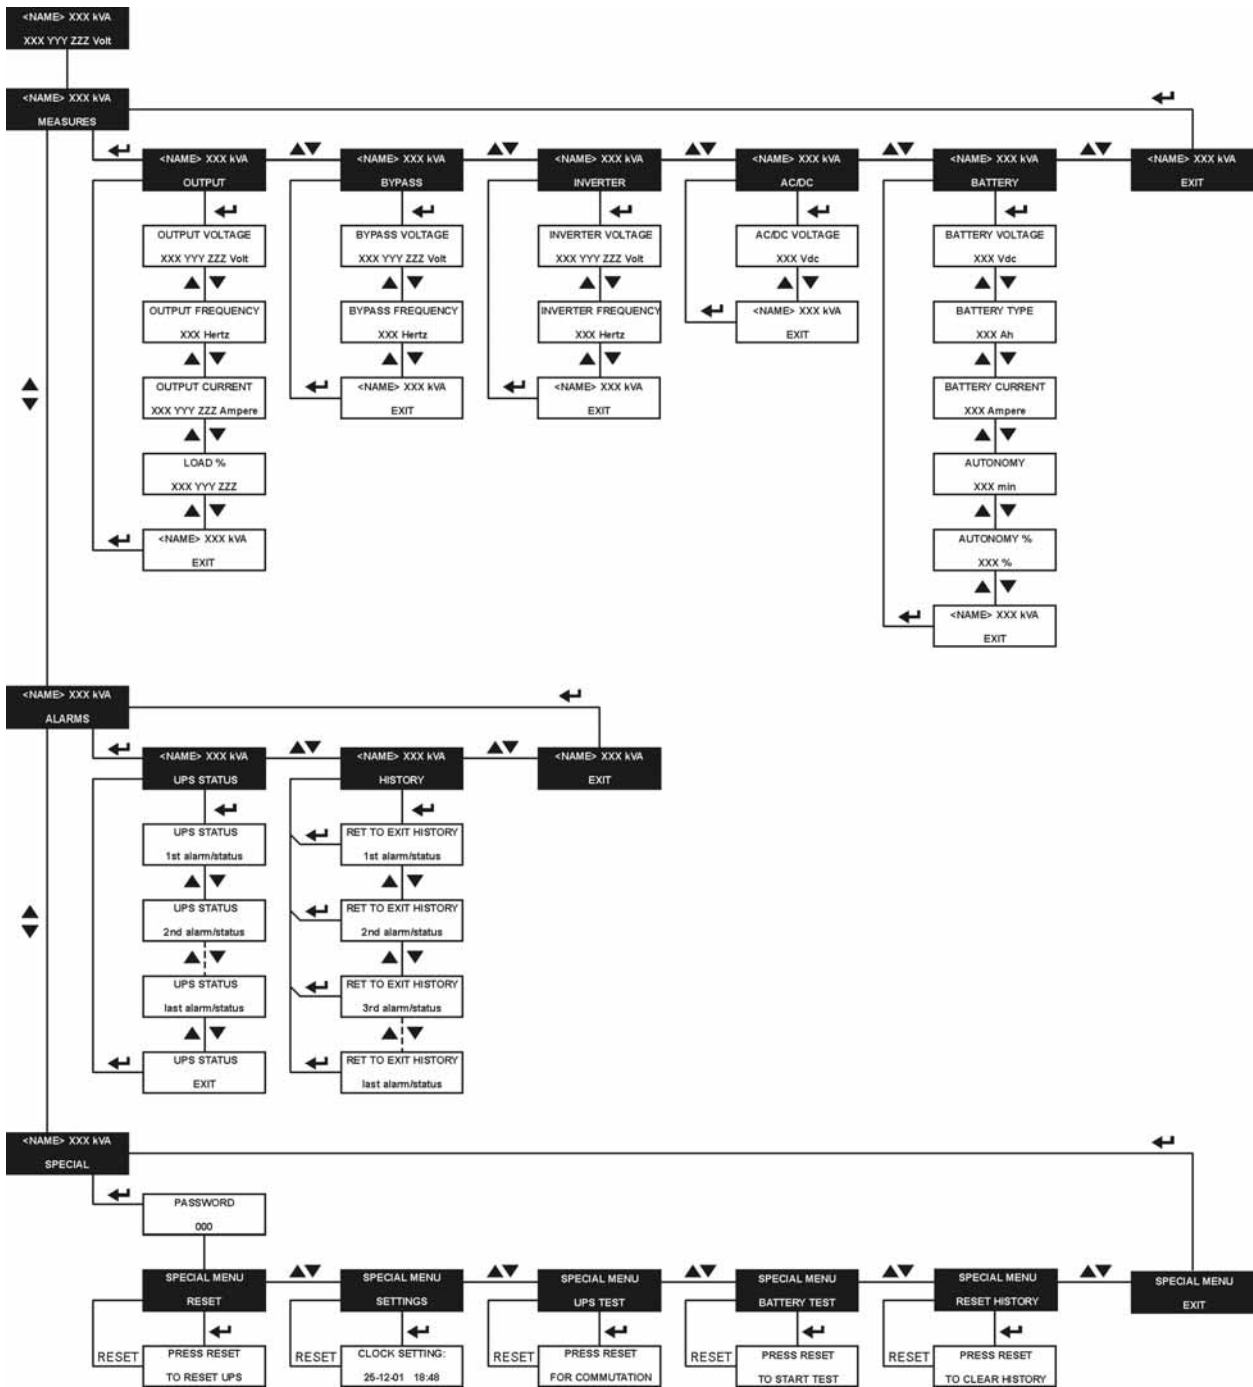 <NAME> XXX kVA
XXX YYY ZZZ Volt
<NAME> XXX kVA
MEASURES
<NAME> XXX kVA
OUTPUT
<NAME> XXX kVA
BYPASS
<NAME> XXX kVA
INVERTER
<NAME> XXX kVA
AC/DC
<NAME> XXX kVA
BATTERY
<NAME> XXX kVA
EXIT
OUTPUT VOLTAGE
XXX YYY ZZZ Volt
OUTPUT FREQUENCY
XXX Hertz
OUTPUT CURRENT
XXX YYY ZZZ Ampere
LOAD %
XXX YYY ZZZ
<NAME> XXX kVA
EXIT
BYPASS VOLTAGE
XXX YYY ZZZ Volt
BYPASS FREQUENCY
XXX Hertz
<NAME> XXX kVA
EXIT
INVERTER VOLTAGE
XXX YYY ZZZ Volt
INVERTER FREQUENCY
XXX Hertz
<NAME> XXX kVA
EXIT
AC/DC VOLTAGE
XXX Vdc
<NAME> XXX kVA
EXIT
BATTERY VOLTAGE
XXX Vdc
BATTERY TYPE
XXX Ah
BATTERY CURRENT
XXX Ampere
AUTONOMY
XXX min
AUTONOMY %
XXX %
<NAME> XXX kVA
EXIT
<NAME> XXX kVA
ALARMS
<NAME> XXX kVA
UPS STATUS
<NAME> XXX kVA
HISTORY
<NAME> XXX kVA
EXIT
UPS STATUS
1st alarm/status
UPS STATUS
2nd alarm/status
UPS STATUS
last alarm/status
UPS STATUS
EXIT
RET TO EXIT HISTORY
1st alarm/status
RET TO EXIT HISTORY
2nd alarm/status
RET TO EXIT HISTORY
3rd alarm/status
RET TO EXIT HISTORY
last alarm/status
<NAME> XXX kVA
SPECIAL
PASSWORD
000
SPECIAL MENU
RESET
SPECIAL MENU
SETTINGS
SPECIAL MENU
UPS TEST
SPECIAL MENU
BATTERY TEST
SPECIAL MENU
RESET HISTORY
SPECIAL MENU
EXIT
RESET
PRESS RESET
TO RESET UPS
RESET
CLOCK SETTING:
25-12-01 18:48
RESET
PRESS RESET
FOR COMMUTATION
RESET
PRESS RESET
TO START TEST
RESET
PRESS RESET
TO CLEAR HISTORY